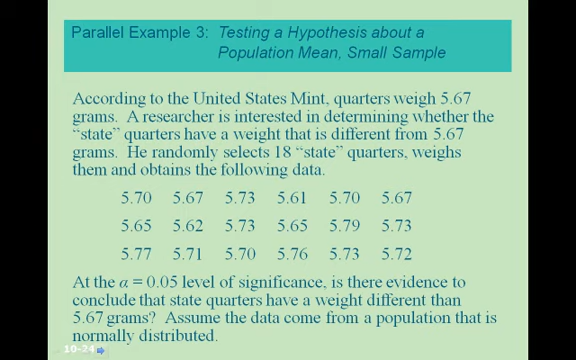 Parallel Example 3: Testing a Hypothesis about a
Population Mean, Small Sample
According to the United States Mint, quarters weigh 5.67
grams. A researcher is interested in determining whether the
“state” quarters have a weight that is different from 5.67
grams. He randomly selects 18 “state” quarters, weighs
them and obtains the following data.
5.70 5.67 5.73 5.61 5.70 5.67
5.65 5.62 5.73 5.65 5.79 5.73
5.77 5.71 5.70 5.76 5.73 5.72
At the α = 0.05 level of significance, is there evidence to
conclude that state quarters have a weight different than
5.67 grams? Assume the data come from a population that is
normally distributed.
10-24